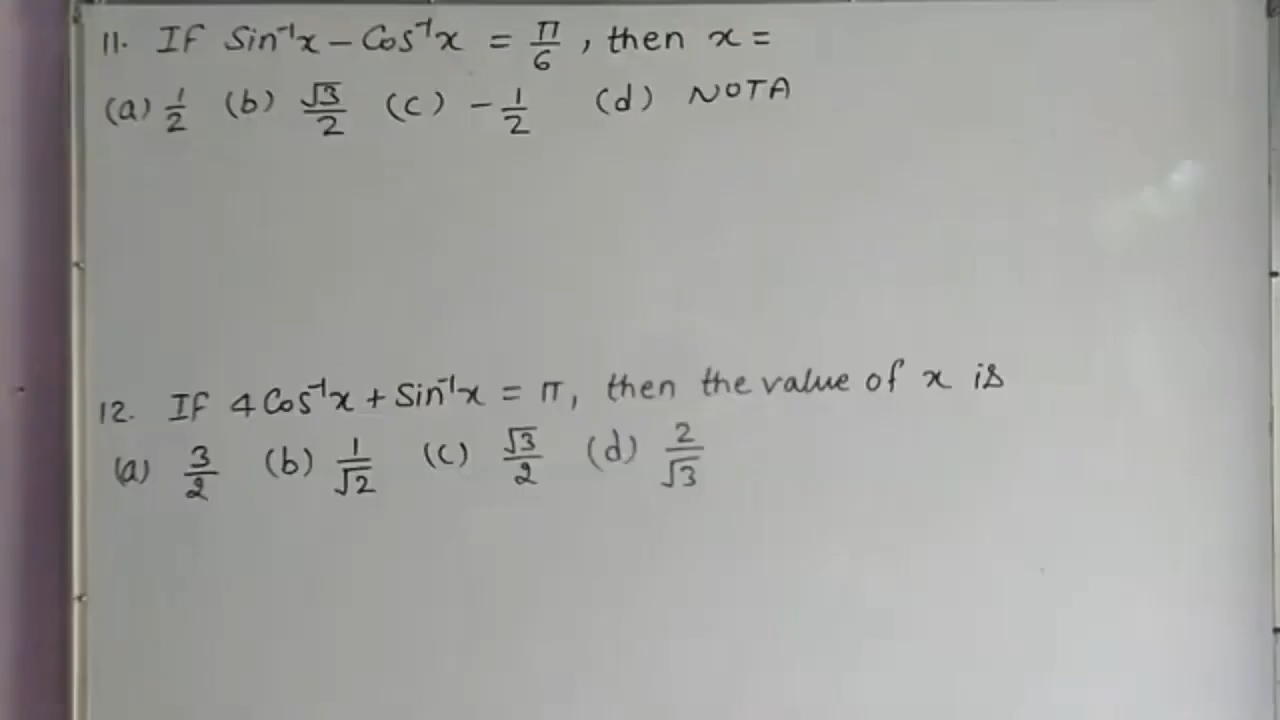 11. If Sin⁻¹x – Cos⁻¹x = π/6 , then x =
(a) 1/2 (b) √3/2 (c) - 1/2 (d) NOTA
12. If 4 Cos⁻¹x + Sin⁻¹x = π, then the value of x is
(a) 3/2 (b) 1/√2 (c) √3/2 (d) 2/√3